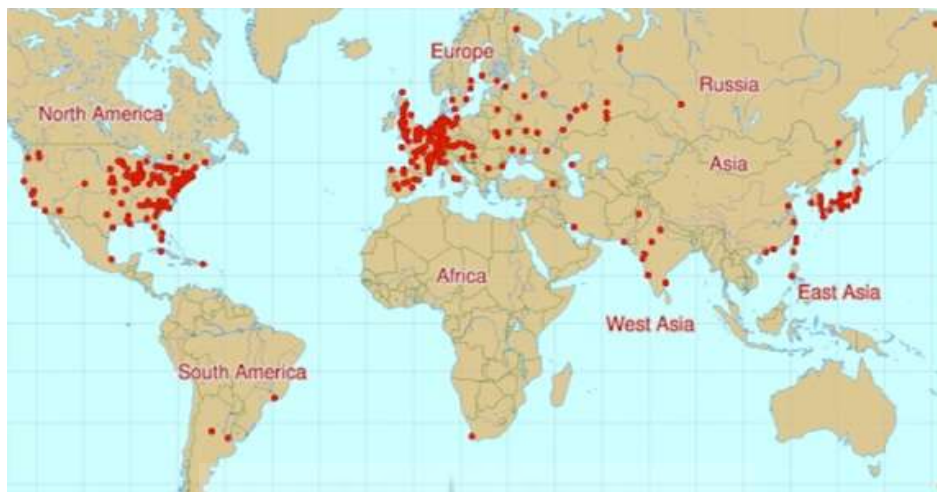 Europe
Russia
North America
Asia
Africa
East Asia
West Asia
South America